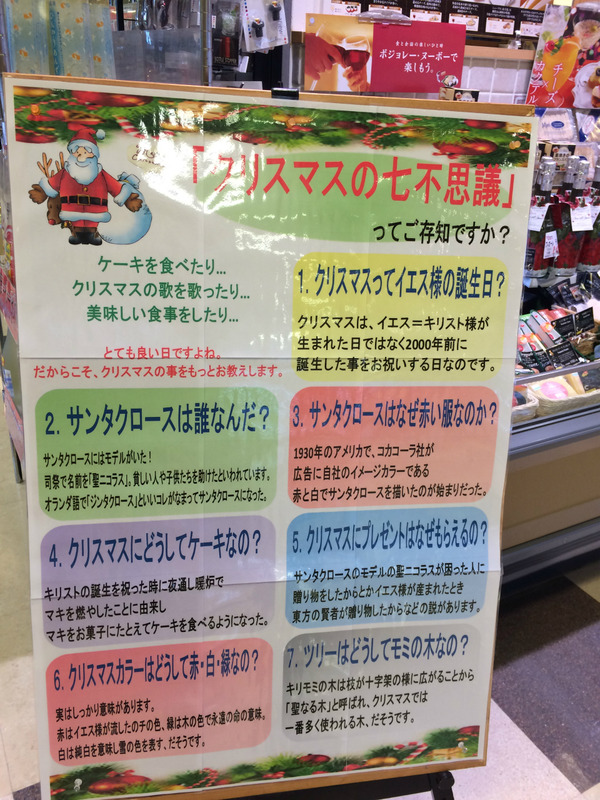 食とお酒の楽しいひと時
ボジョレー・ヌーボーで
楽しもう。
チーズ
「クリスマスの七不思議」
ってご存知ですか？
ケーキを食べたり…
クリスマスの歌を歌ったり…
美味しい食事をしたり…
とても良い日ですよね。
だからこそ、クリスマスの事をもっとお教えします。
1. クリスマスってイエス様の誕生日？
クリスマスは、イエス＝キリスト様が
生まれた日ではなく2000年前に
誕生した事をお祝いする日なのです。
2. サンタクロースは誰なんだ？
サンタクロースにはモデルがいた！
司祭で名前を「聖ニコラス」。貧しい人や子供たちを助けたといわれています。
オランダ語で「ジンタクロース」といいコレがなまってサンタクロースになった。
3. サンタクロースはなぜ赤い服なのか？
1930年のアメリカで、コカコーラ社が
広告に自社のイメージカラーである
赤と白でサンタクロースを描いたのが始まりだった。
4. クリスマスにどうしてケーキなの？
キリストの誕生を祝った時に夜通し暖炉で
マキを燃やしたことに由来し
マキをお菓子にたとえてケーキを食べるようになった。
5. クリスマスにプレゼントはなぜもらえるの？
サンタクロースのモデルの聖ニコラスが困った人に
贈り物をしたからとかイエス様が産まれたとき
東方の賢者が贈り物したからなどの説があります。
6. クリスマスカラーはどうして赤・白・緑なの？
実はしっかり意味があります。
赤はイエス様が流したのチの色、緑は木の色で永遠の命の意味。
白は純白を意味し雪の色を表す、だそうです。
7. ツリーはどうしてモミの木なの？
キリモミの木は枝が十字架の様に広がることから
「聖なる木」と呼ばれ、クリスマスでは
一番多く使われる木、だそうです。